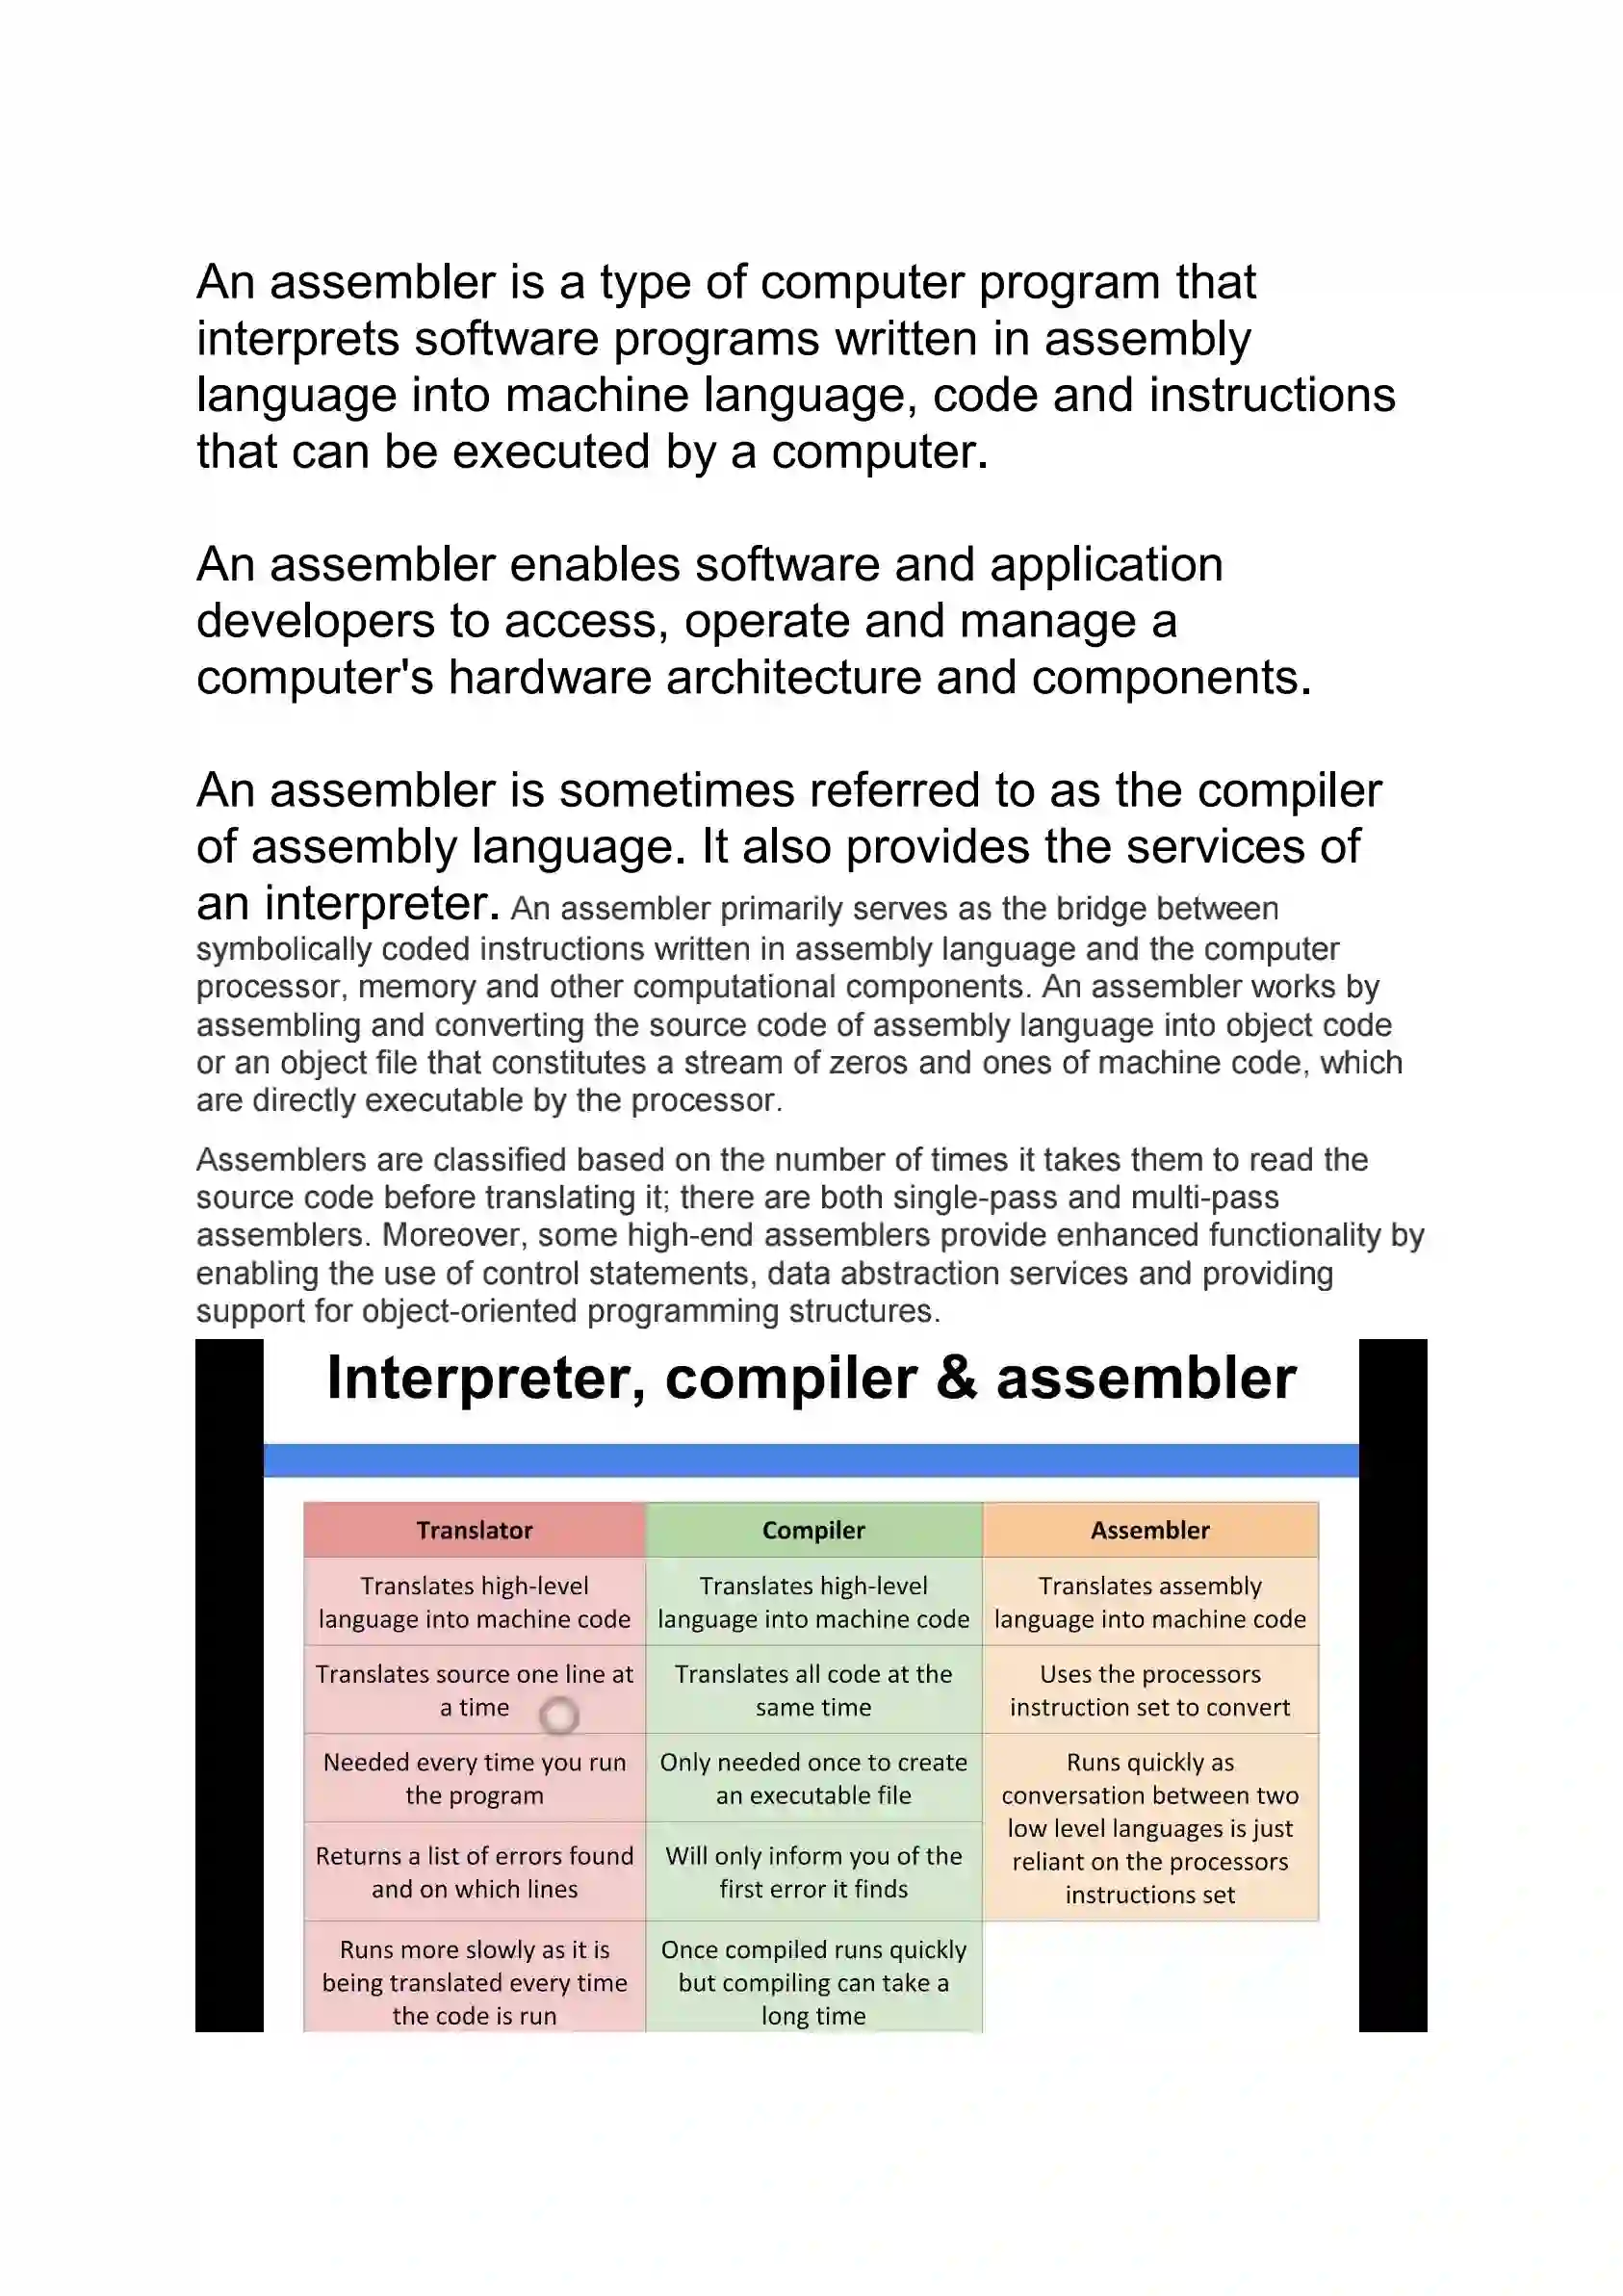 An assembler is a type of computer program that
interprets software programs written in assembly
language into machine language, code and instructions
that can be executed by a computer.
An assembler enables software and application
developers to access, operate and manage a
computer's hardware architecture and components.
An assembler is sometimes referred to as the compiler
of assembly language. It also provides the services of
an interpreter. An assembler primarily serves as the bridge between
symbolically coded instructions written in assembly language and the computer
processor, memory and other computational components. An assembler works by
assembling and converting the source code of assembly language into object code
or an object file that constitutes a stream of zeros and ones of machine code, which
are directly executable by the processor.
Assemblers are classified based on the number of times it takes them to read the
source code before translating it; there are both single-pass and multi-pass
assemblers. Moreover, some high-end assemblers provide enhanced functionality by
enabling the use of control statements, data abstraction services and providing
support for object-oriented programming structures.
Interpreter, compiler & assembler
Translator
Compiler
Assembler
Translates high-level
language into machine code
Translates high-level
language into machine code
Translates assembly
language into machine code
Translates source one line at
a time
Translates all code at the
same time
Uses the processors
instruction set to convert
Needed every time you run
the program
Only needed once to create
an executable file
Runs quickly as
conversation between two
low level languages is just
reliant on the processors
instructions set
Returns a list of errors found
and on which lines
Will only inform you of the
first error it finds
Runs more slowly as it is
being translated every time
the code is run
Once compiled runs quickly
but compiling can take a
long time